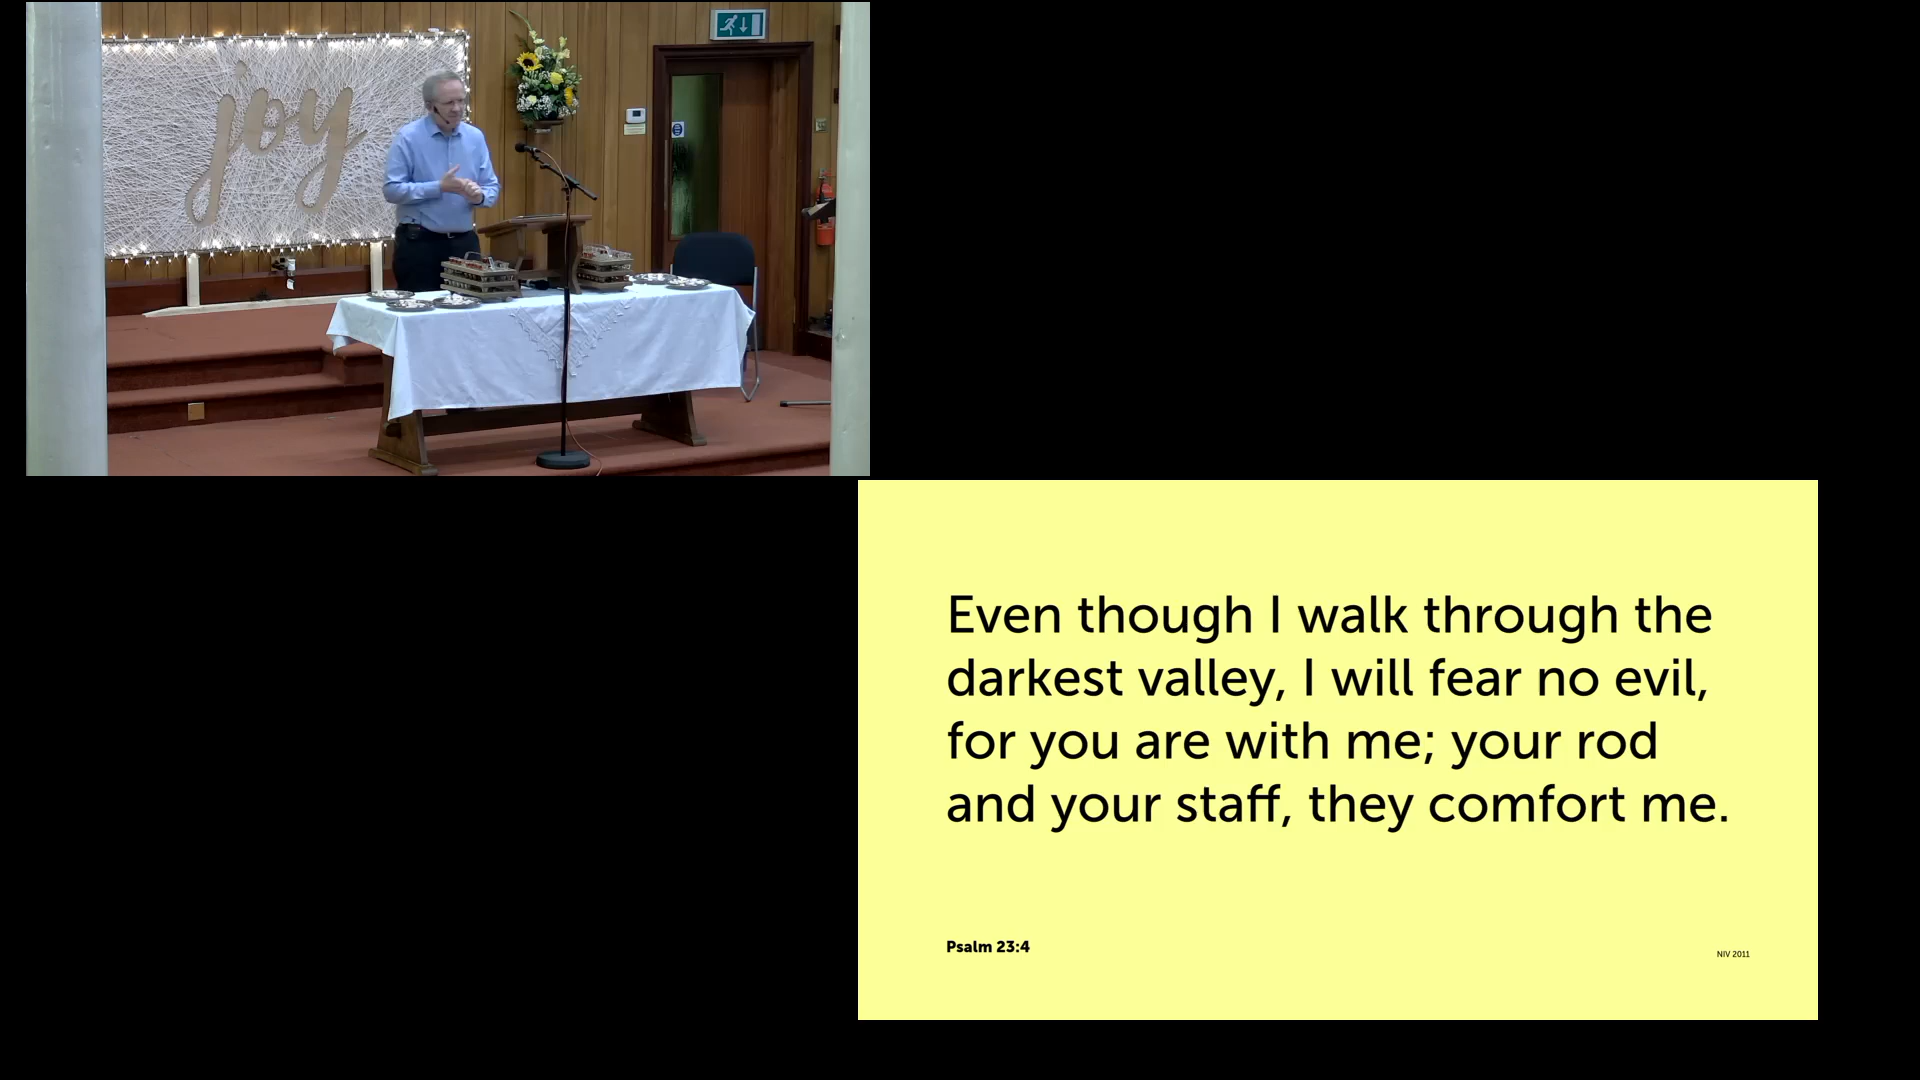 joy
Even though I walk through the
darkest valley, I will fear no evil,
for you are with me; your rod
and your staff, they comfort me.
Psalm 23:4
NIV 2011